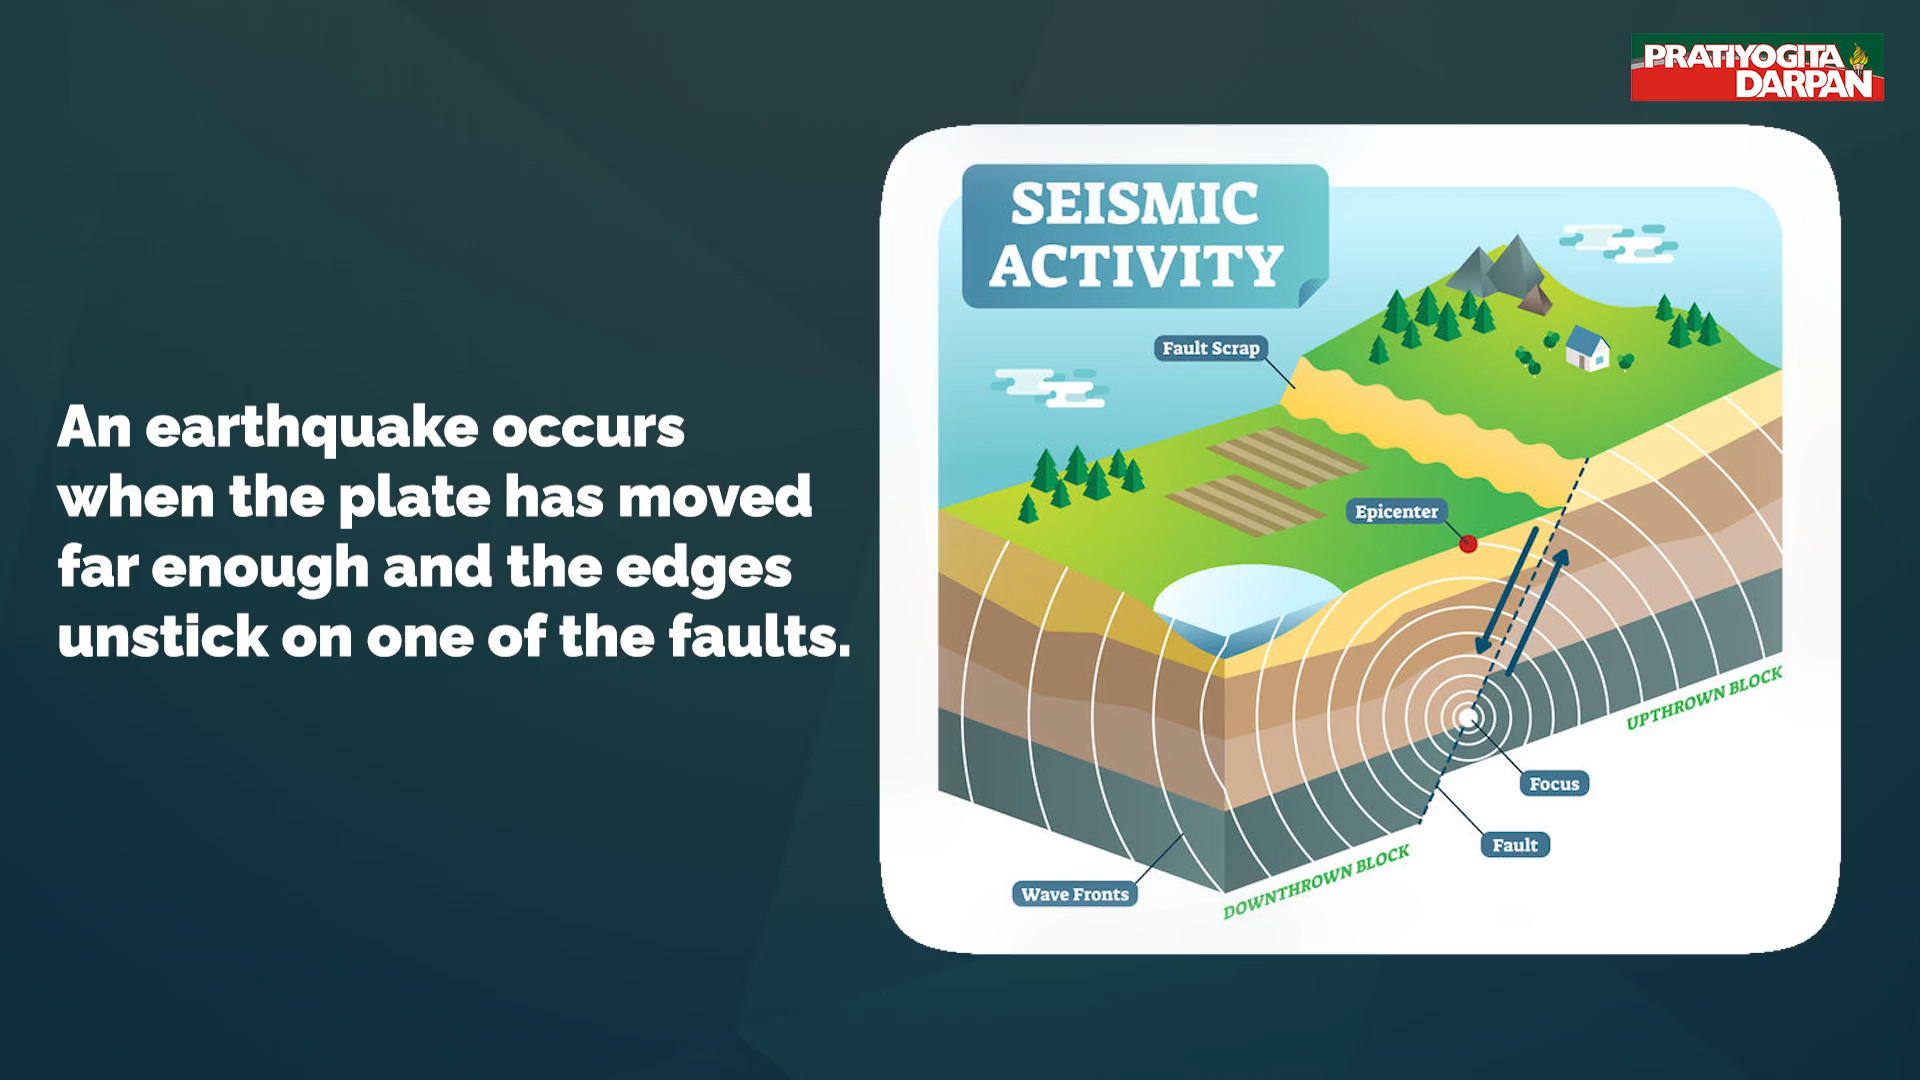 PRATIYOGITA
DARPAN
SEISMIC
ACTIVITY
Fault Scrap
An earthquake occurs
when the plate has moved
far enough and the edges
unstick on one of the faults.
Epicenter
UPTHROWN BLOCK
Focus
Fault
DOWNTHROWN BLOCK
Wave Fronts